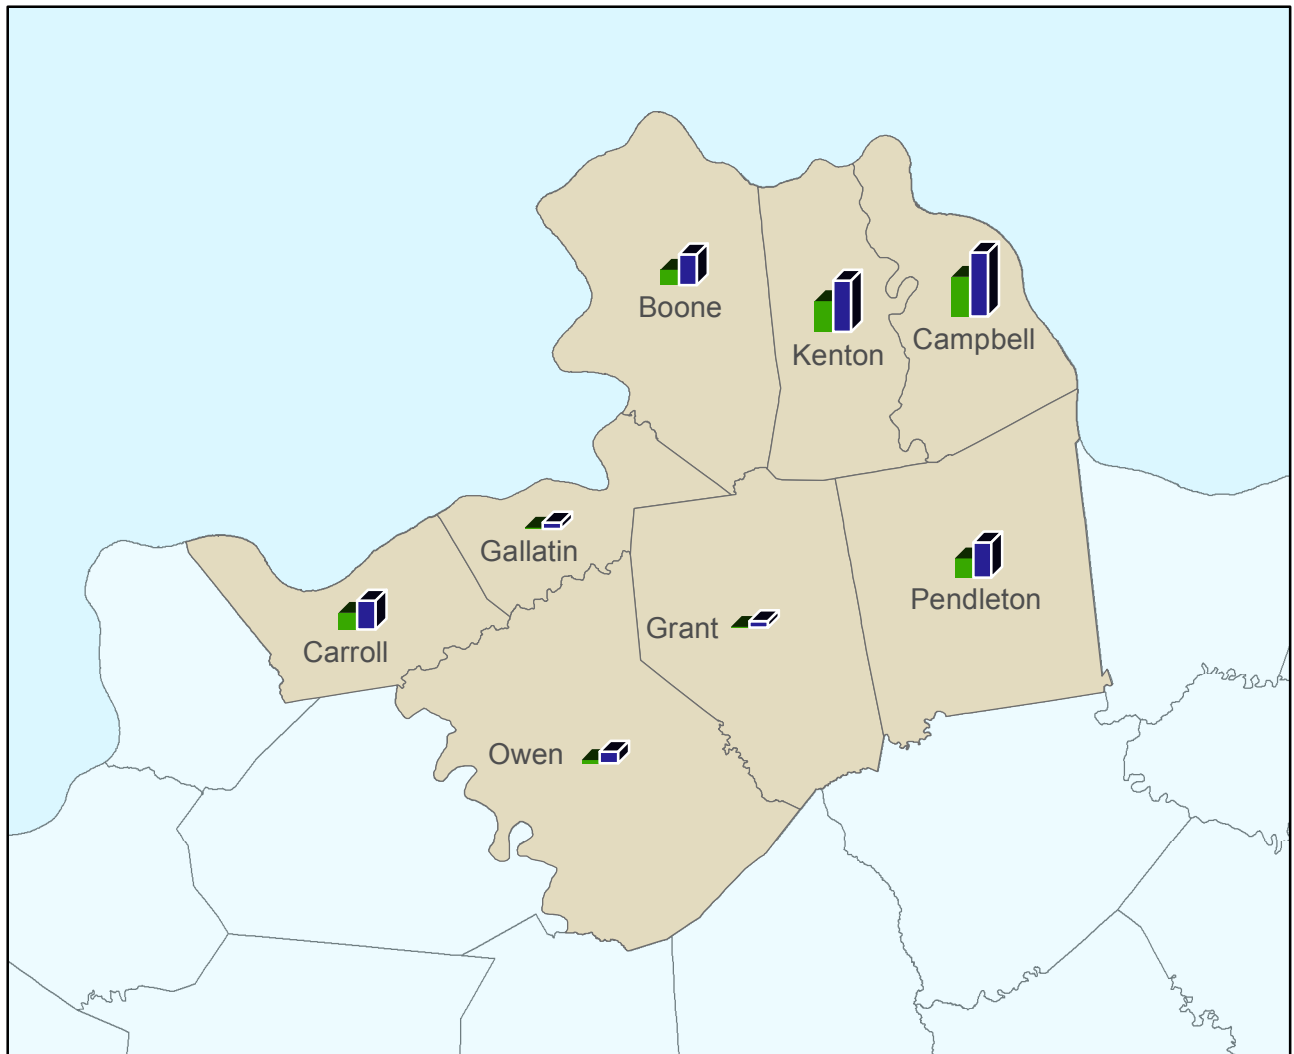 Boone
Kenton
Campbell
Gallatin
Pendleton
Grant
Carroll
Owen